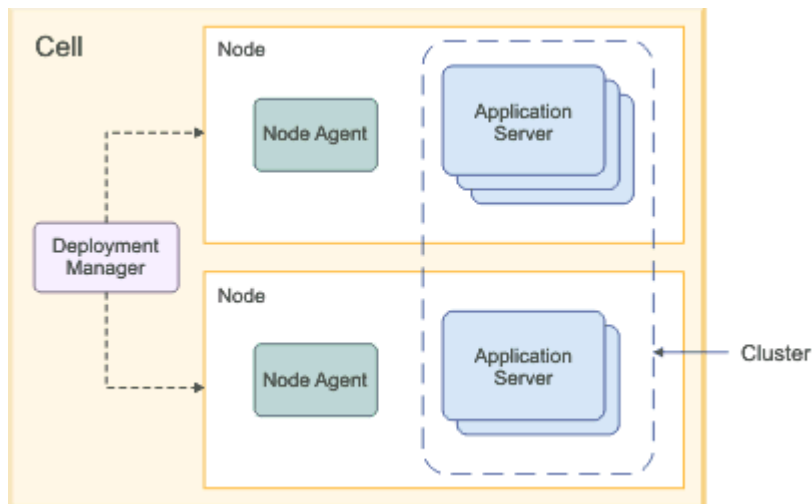 Cell
Node
Node Agent
Application
Server
Deployment
Manager
Node
Node Agent
Application
Server
Cluster